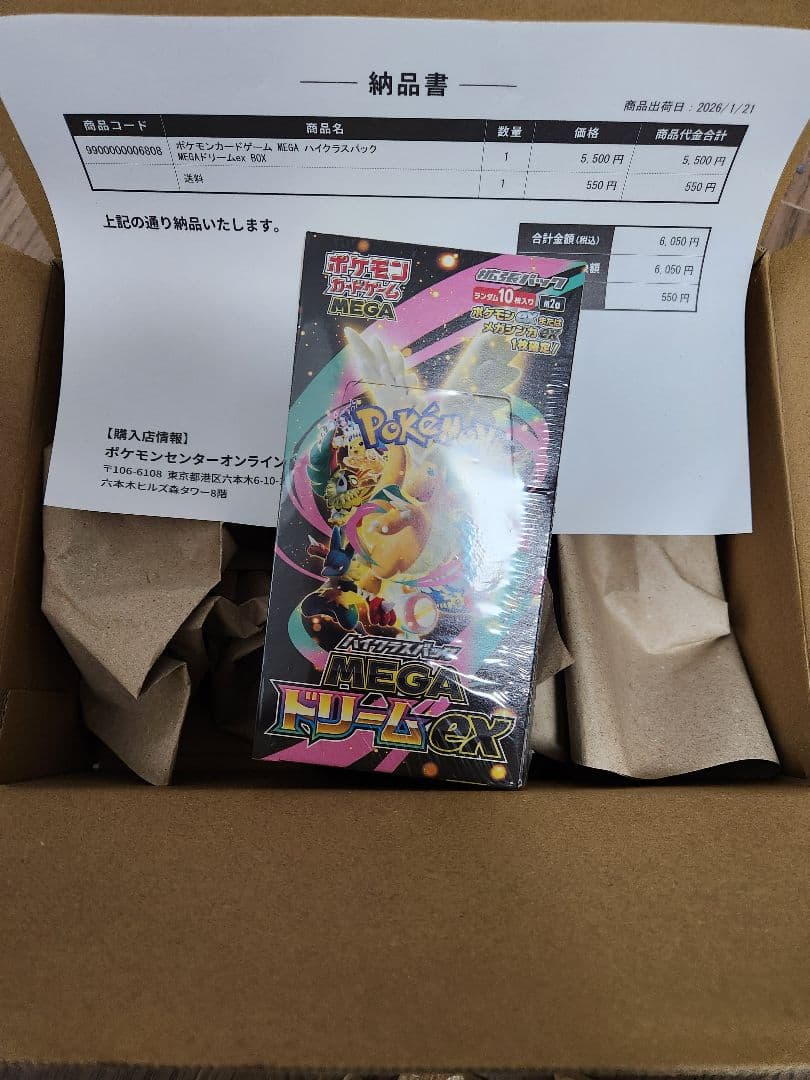 納品書
商品出荷日：2026/1/21
商品コード 商品名 数量 価格 商品代金合計
9900000006808 ポケモンカードゲーム MEGA ハイクラスパック 1 5,500円 5,500円
MEGAドリームex BOX
送料 1 550円 550円
上記の通り納品いたします。
合計金額(税込) 6,050円
額 6,050円
550円
【購入店情報】
ポケモンセンターオンライン
〒106-6108 東京都港区六本木6-10-
六本木ヒルズ森タワー8階
ポケモン
カードゲーム
MEGA
拡張パック
ランダム10枚入り m2a
ポケモンexまたは
メガシンカex
1枚確定!
Pokémon
ハイクラスパック
MEGA
ドリームex